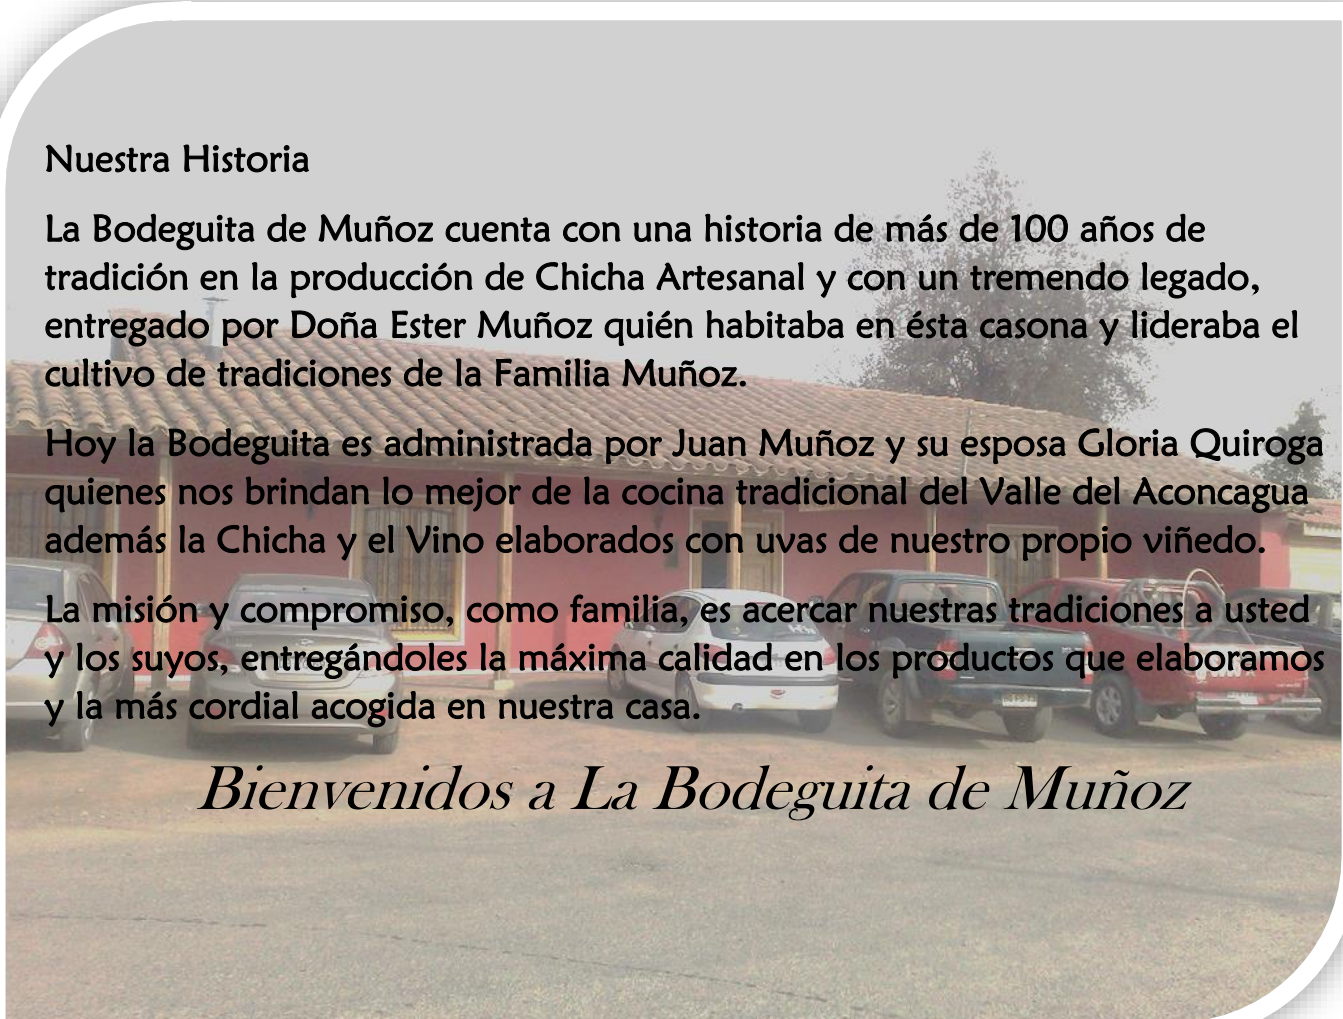 Nuestra Historia
La Bodeguita de Muñoz cuenta con una historia de más de 100 años de
tradición en la producción de Chicha Artesanal y con un tremendo legado,
entregado por Doña Ester Muñoz quién habitaba en ésta casona y lideraba el
cultivo de tradiciones de la Familia Muñoz.
Hoy la Bodeguita es administrada por Juan Muñoz y su esposa Gloria Quiroga
quienes nos brindan lo mejor de la cocina tradicional del Valle del Aconcagua
además la Chicha y el Vino elaborados con uvas de nuestro propio viñedo.
La misión y compromiso, como familia, es acercar nuestras tradiciones a usted
y los suyos, entregándoles la máxima calidad en los productos que elaboramos
y la más cordial acogida en nuestra casa.
Bienvenidos a La Bodeguita de Muñoz